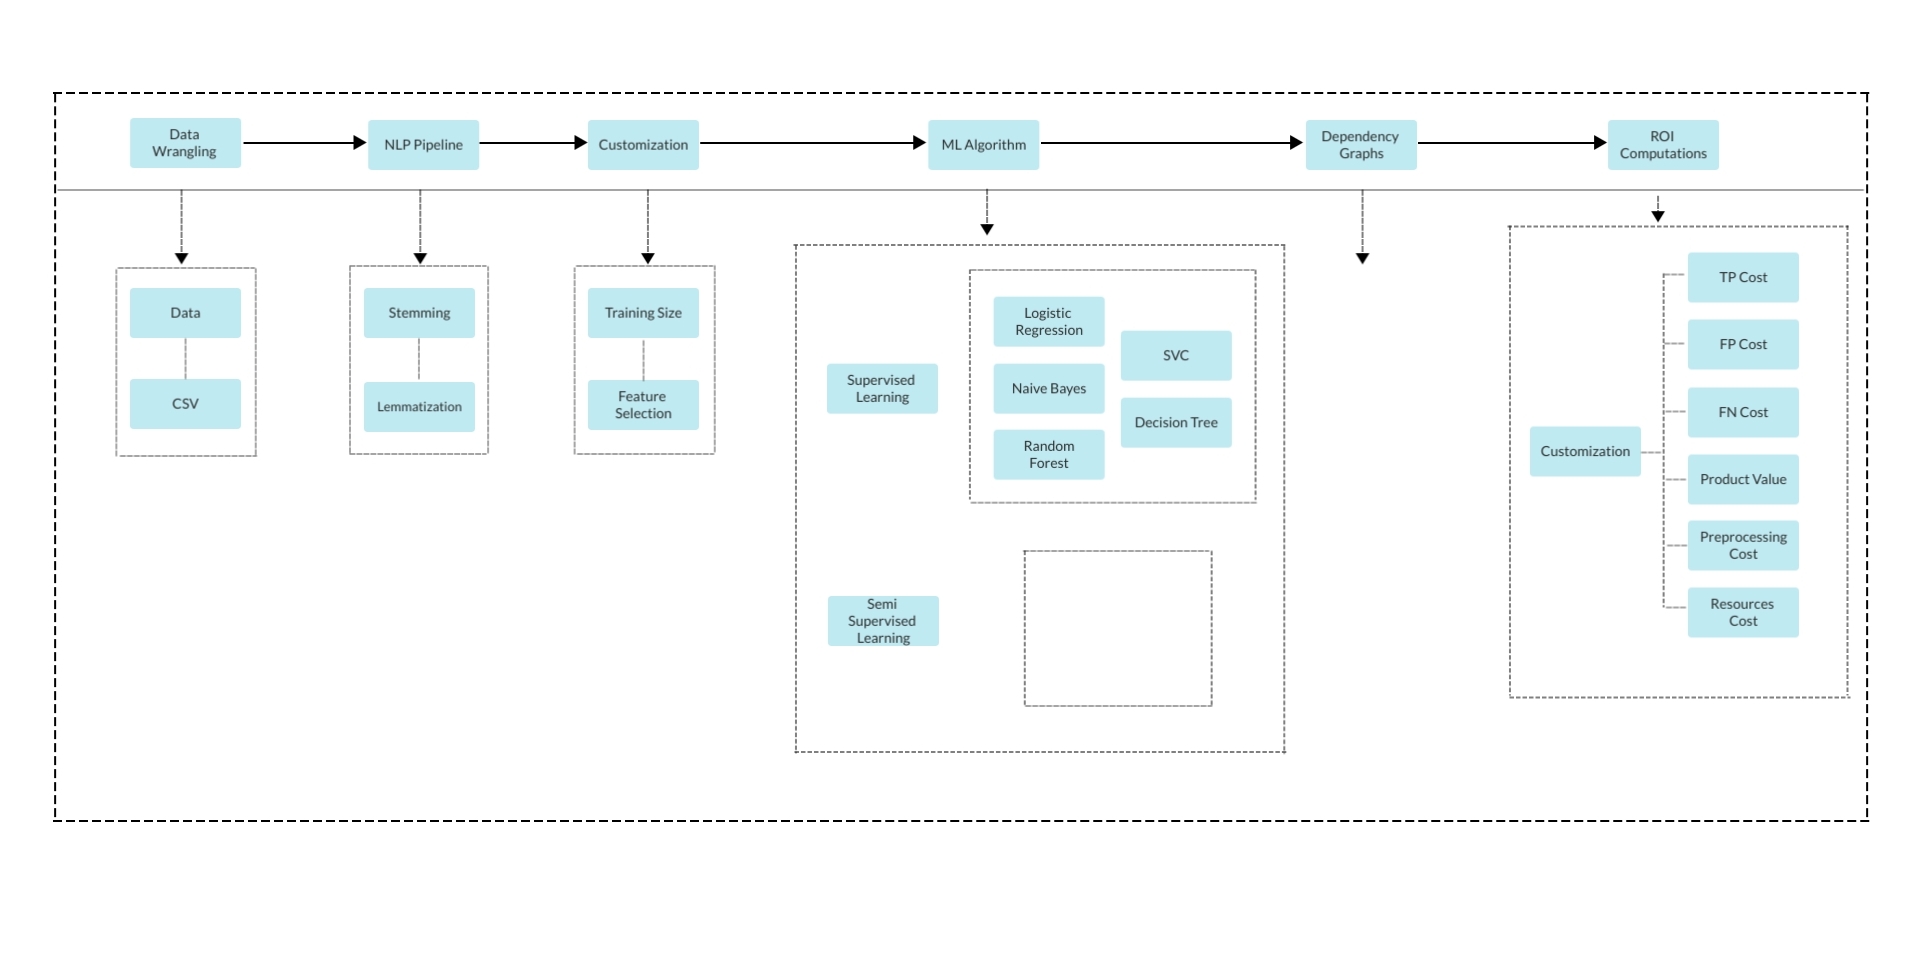 Data
Wrangling
NLP Pipeline
Customization
ML Algorithm
Dependency
Graphs
ROI
Computations
Data
CSV
Stemming
Lemmatization
Training Size
Feature
Selection
Supervised
Learning
Logistic
Regression
Naive Bayes
Random
Forest
SVC
Decision Tree
Semi
Supervised
Learning
Customization
TP Cost
FP Cost
FN Cost
Product Value
Preprocessing
Cost
Resources
Cost